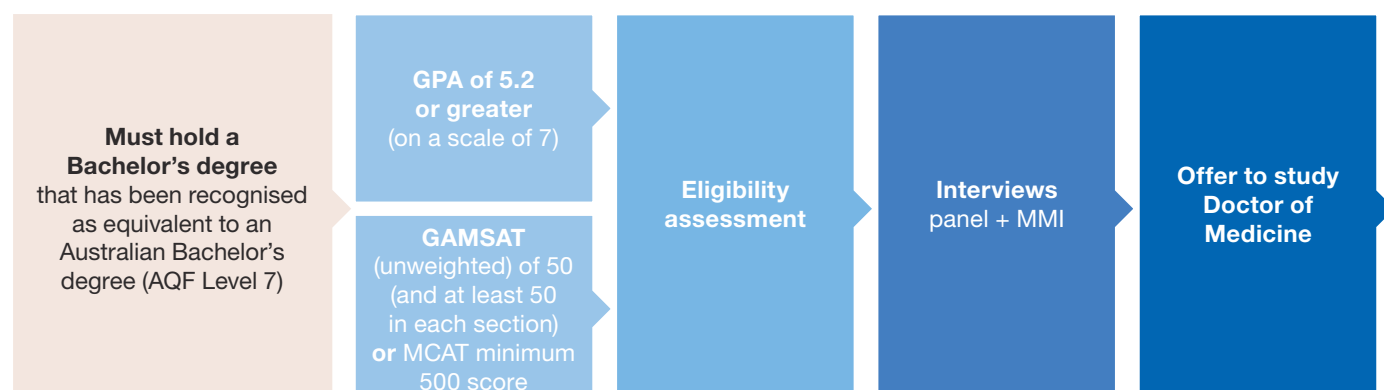 Must hold a
Bachelor's degree
that has been recognised
as equivalent to an
Australian Bachelor's
degree (AQF Level 7)
GPA of 5.2
or greater
(on a scale of 7)
GAMSAT
(unweighted) of 50
(and at least 50
in each section)
or MCAT minimum
500 score
Eligibility
assessment
Interviews
panel + MMI
Offer to study
Doctor of
Medicine